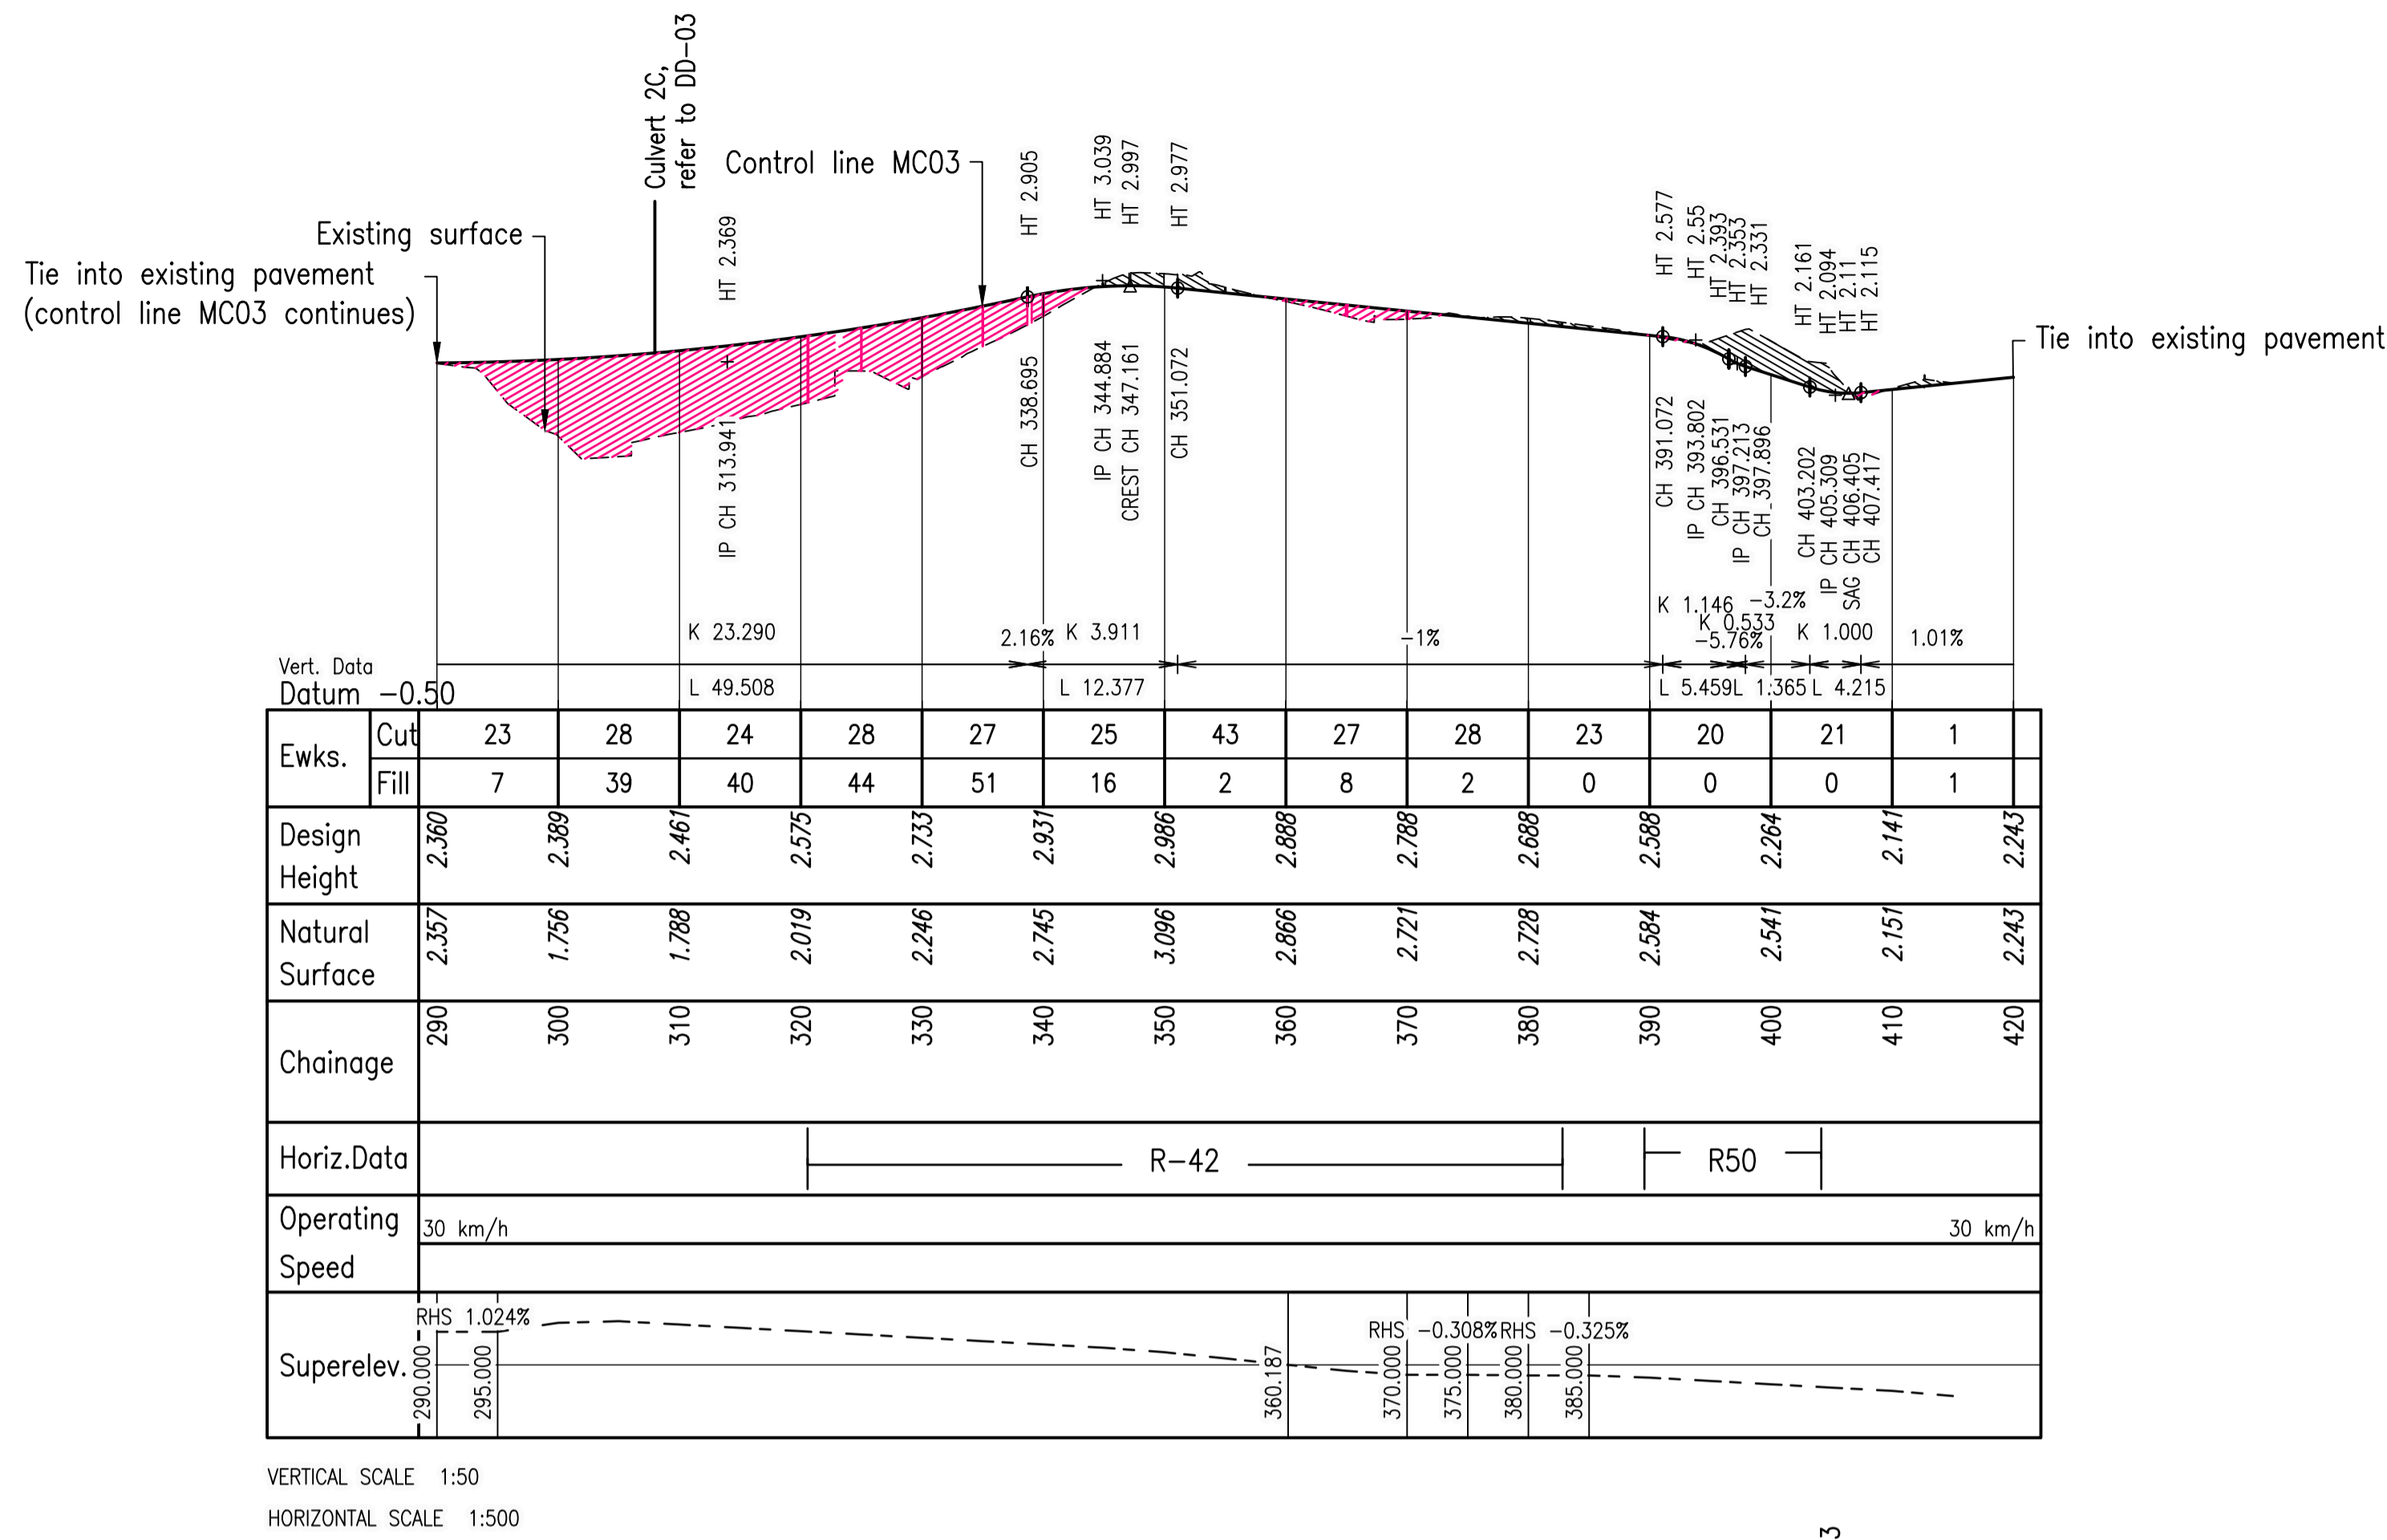 Culvert 2C,
refer to DD-03
Control line MC03
Existing surface
Tie into existing pavement
(control line MC03 continues)
Tie into existing pavement
HT 2.369
HT 2.905
HT 3.039
HT 2.997
HT 2.977
HT 2.577
HT 2.55
HT 2.393
HT 2.353
HT 2.331
HT 2.161
HT 2.094
HT 2.11
HT 2.115
IP CH 313.941
CH 338.695
IP CH 344.884
CREST CH 347.161
CH 351.072
CH 391.072
IP CH 393.802
CH 396.531
IP CH 397.213
CH 397.896
CH 403.202
IP CH 405.309
SAG CH 406.405
CH 407.417
K 23.290
2.16%
K 3.911
-1%
K 1.146
-3.2%
K 0.533
-5.76%
K 1.000
1.01%
Vert. Data
Datum -0.50
L 49.508
L 12.377
L 5.459
L 1.365
L 4.215
Ewks.
Cut 23 28 24 28 27 25 43 27 28 23 20 21 1
Fill 7 39 40 44 51 16 2 8 2 0 0 0 1
Design
Height
2.360 2.389 2.461 2.575 2.733 2.931 2.986 2.888 2.788 2.688 2.588 2.264 2.141 2.243
Natural
Surface
2.357 1.756 1.788 2.019 2.246 2.745 3.096 2.866 2.721 2.728 2.584 2.541 2.151 2.243
Chainage
290 300 310 320 330 340 350 360 370 380 390 400 410 420
Horiz.Data
R-42
R50
Operating
Speed
30 km/h
30 km/h
Superelev.
RHS 1.024%
RHS -0.308%
RHS -0.325%
290.000
295.000
360.187
370.000
375.000
380.000
385.000
VERTICAL SCALE 1:50
HORIZONTAL SCALE 1:500
3